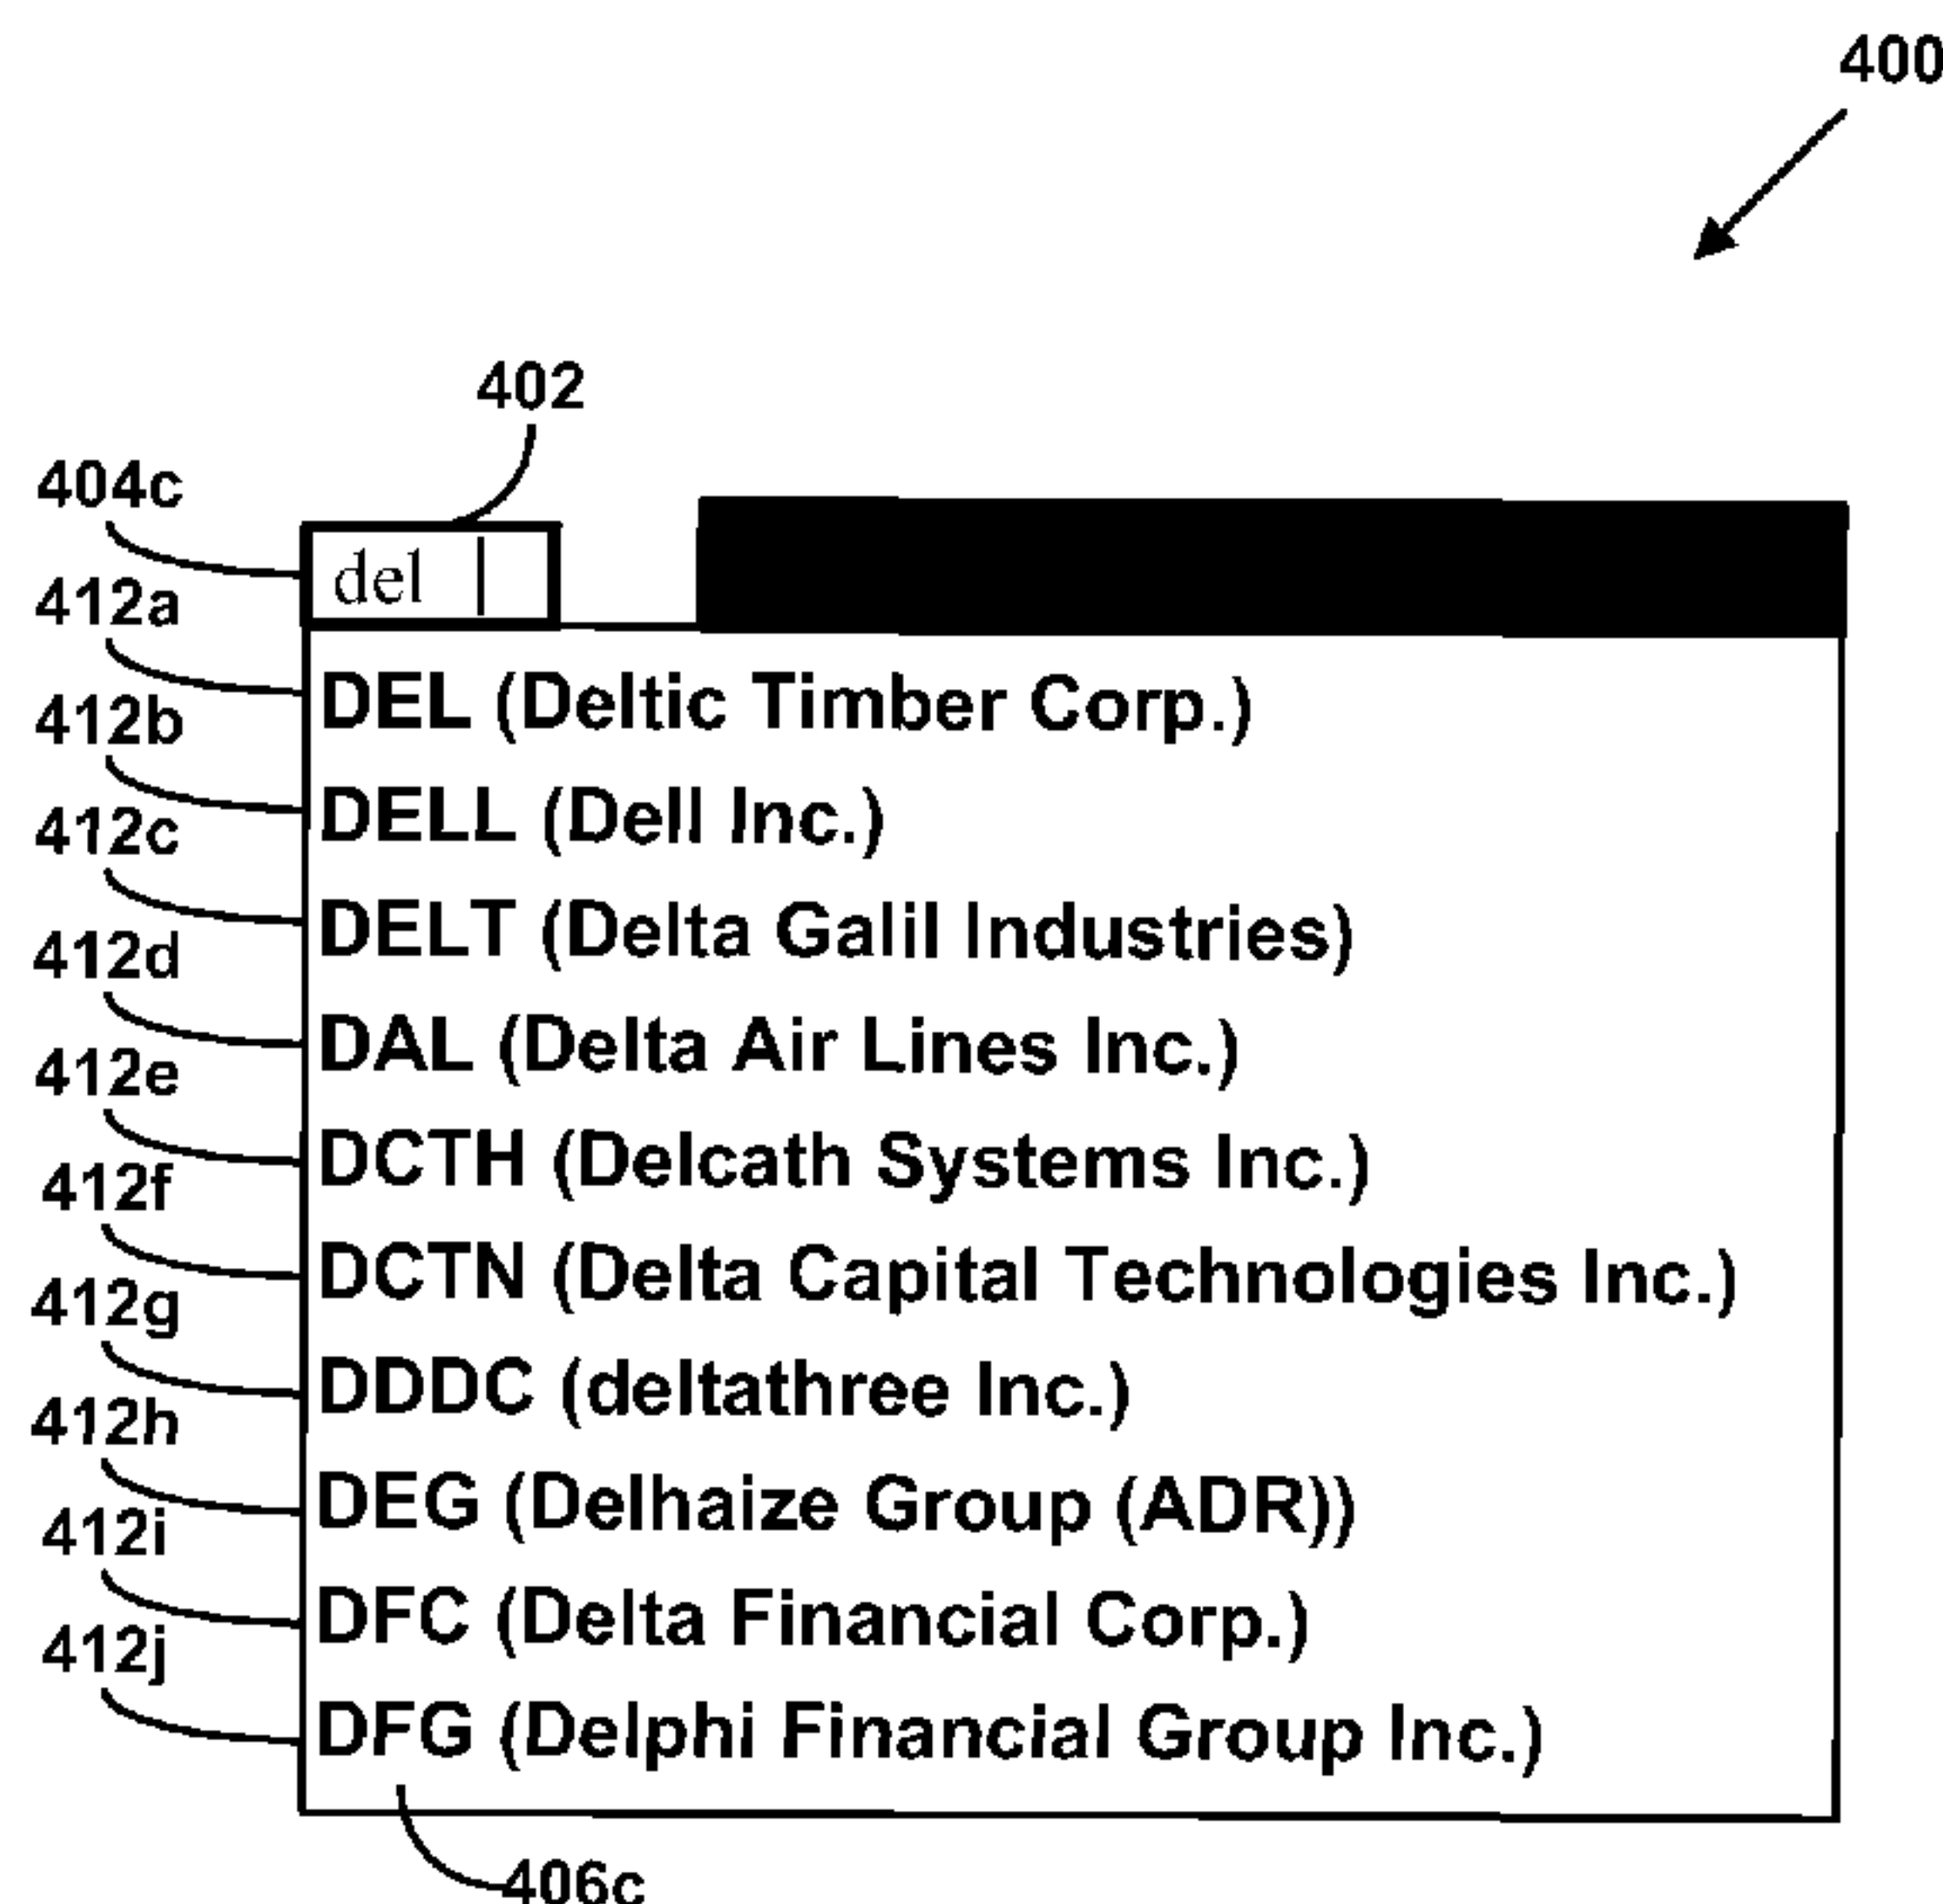 400
402
404c
del
412a
DEL (Deltic Timber Corp.)
412b
DELL (Dell Inc.)
412c
DELT (Delta Galil Industries)
412d
DAL (Delta Air Lines Inc.)
412e
DCTH (Delcath Systems Inc.)
412f
DCTN (Delta Capital Technologies Inc.)
412g
DDDC (deltathree Inc.)
412h
DEG (Delhaize Group (ADR))
412i
DFC (Delta Financial Corp.)
412j
DFG (Delphi Financial Group Inc.)
406c